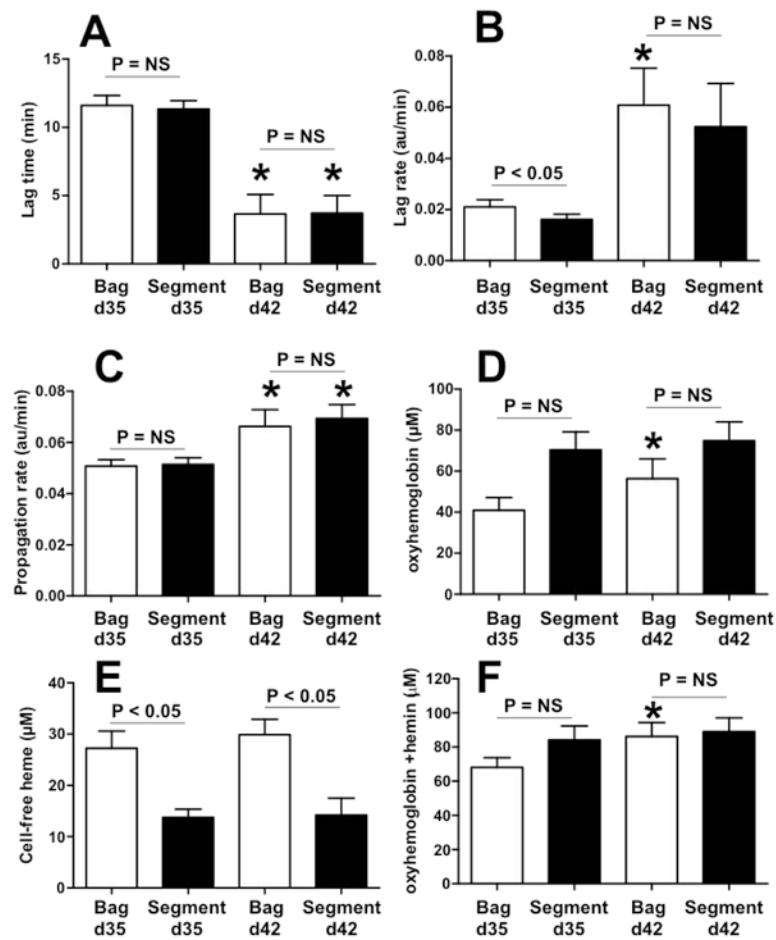 A
Lag time (min)
15
10
5
0
P = NS
P = NS
*
*
Bag
d35
Segment
d35
Bag
d42
Segment
d42
B
Lag rate (au/min)
0.08
0.06
0.04
0.02
0.00
P < 0.05
P = NS
*
Bag
d35
Segment
d35
Bag
d42
Segment
d42
C
Propagation rate (au/min)
0.08
0.06
0.04
0.02
0.00
P = NS
P = NS
*
*
Bag
d35
Segment
d35
Bag
d42
Segment
d42
D
oxyhemoglobin (µM)
100
80
60
40
20
0
P = NS
P = NS
*
Bag
d35
Segment
d35
Bag
d42
Segment
d42
E
Cell-free heme (µM)
40
30
20
10
0
P < 0.05
P < 0.05
Bag
d35
Segment
d35
Bag
d42
Segment
d42
F
oxyhemoglobin +hemin (µM)
120
100
80
60
40
20
0
P = NS
P = NS
*
Bag
d35
Segment
d35
Bag
d42
Segment
d42